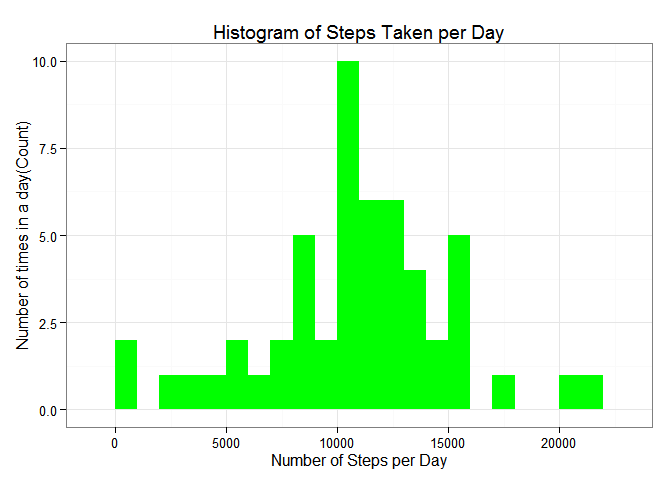 Histogram of Steps Taken per Day
Number of times in a day(Count)
10.0
7.5
5.0
2.5
0.0
0 5000 10000 15000 20000
Number of Steps per Day